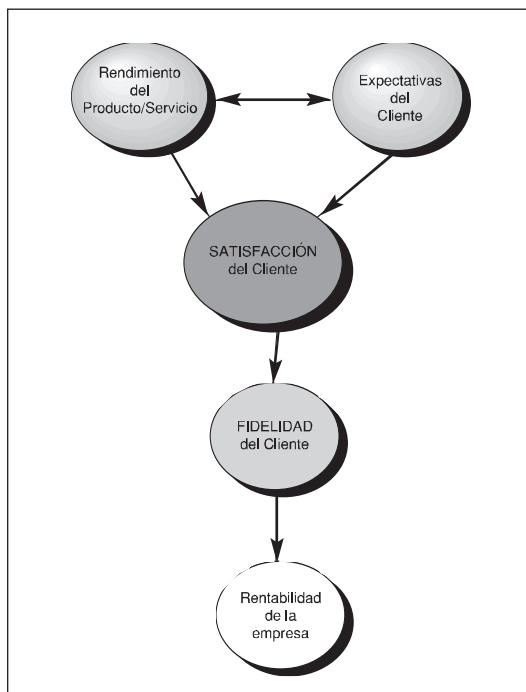 Rendimiento
del
Producto/Servicio
Expectativas
del
Cliente
SATISFACCIÓN
del Cliente
FIDELIDAD
del Cliente
Rentabilidad
de la
empresa